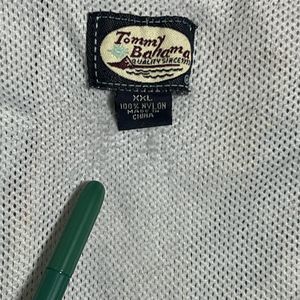 Tommy
Bahama
QUALITY SINCE
XXL
100% NYLON
MADE IN
CHINA